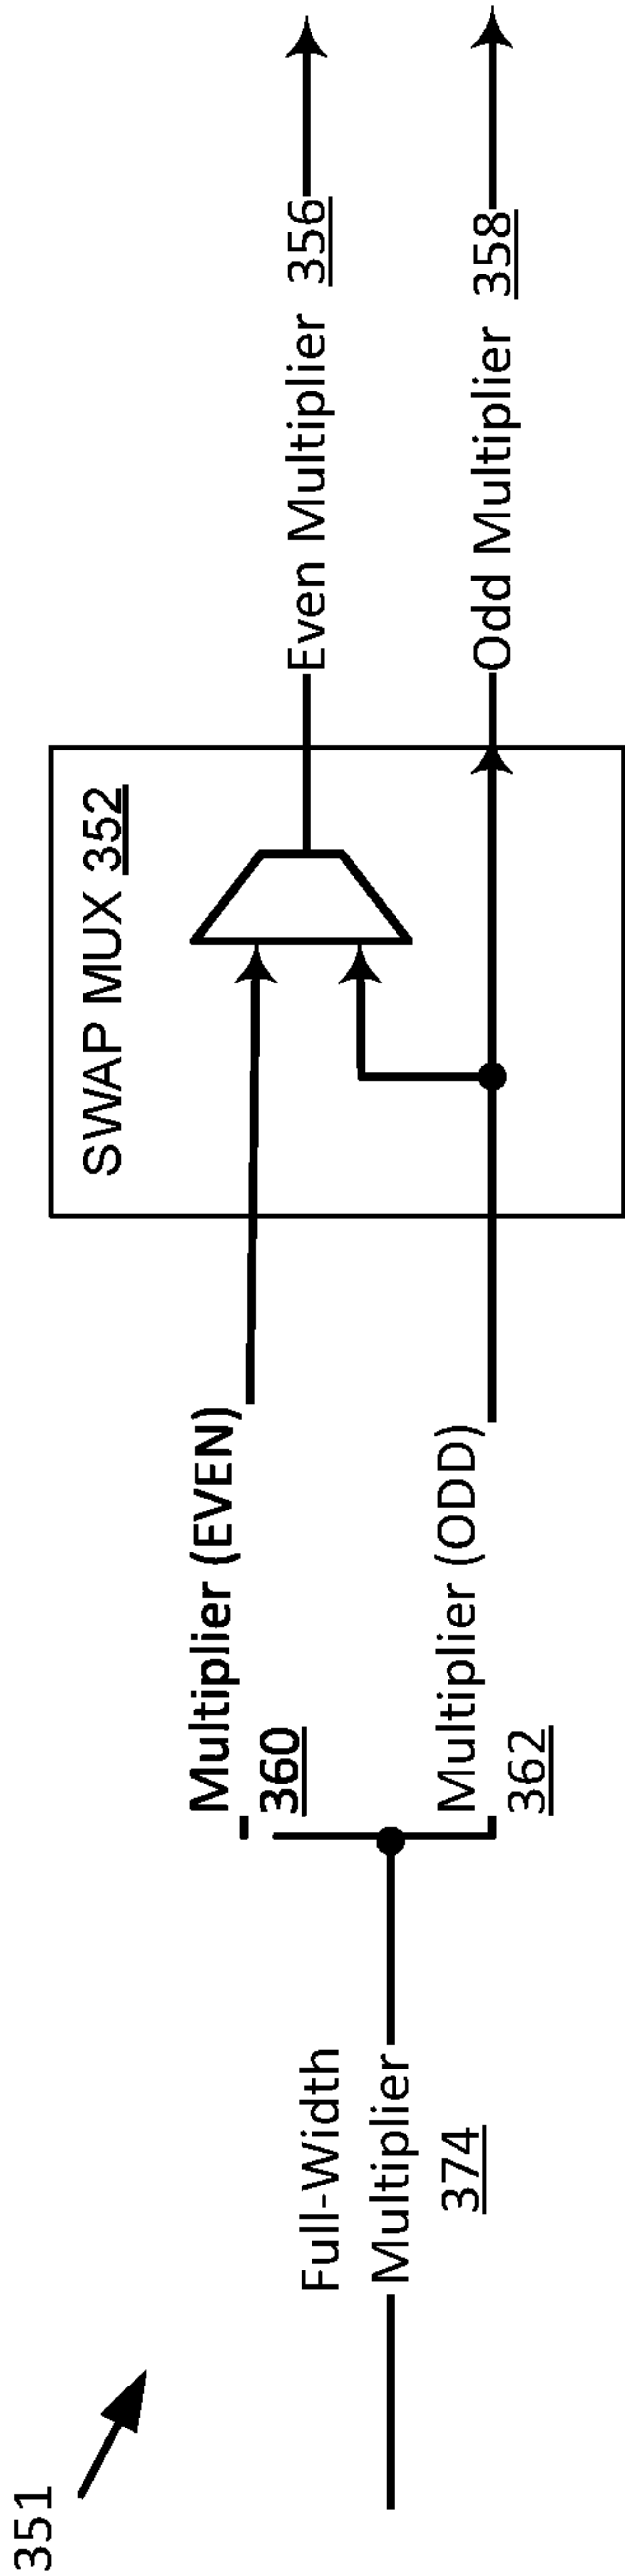 351
Full-Width
Multiplier
374
Multiplier (EVEN)
360
Multiplier (ODD)
362
SWAP MUX 352
Even Multiplier 356
Odd Multiplier 358